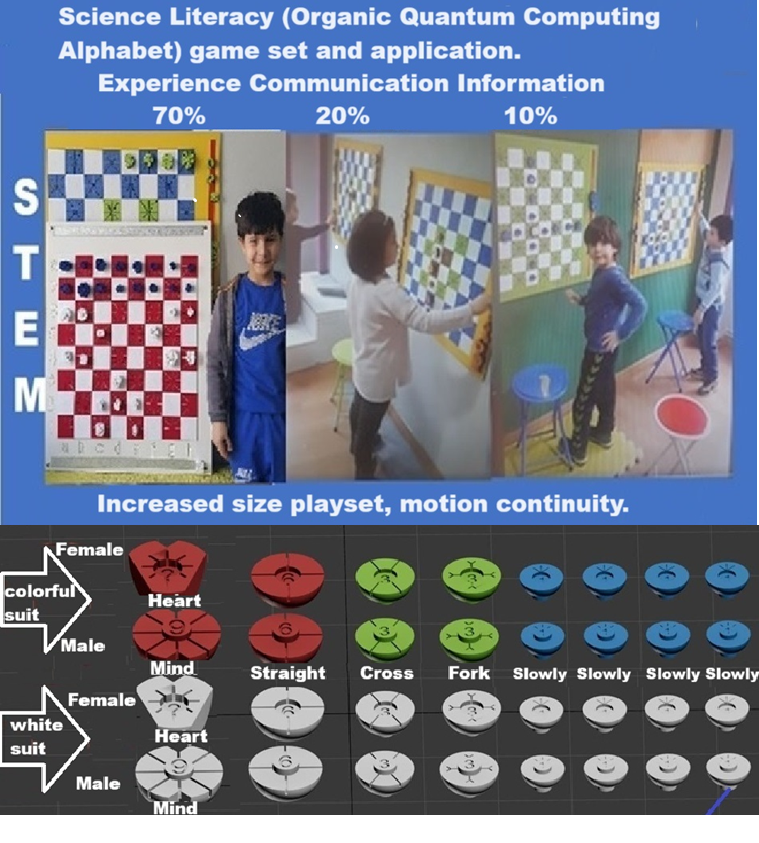 Science Literacy (Organic Quantum Computing
Alphabet) game set and application.
Experience Communication Information
70% 20% 10%
S
T
E
M
NIKE
Increased size playset, motion continuity.
Female
colorful
suit
Heart
Male
Mind Straight Cross Fork Slowly Slowly Slowly Slowly
Female
white
suit
Heart
Male
Mind